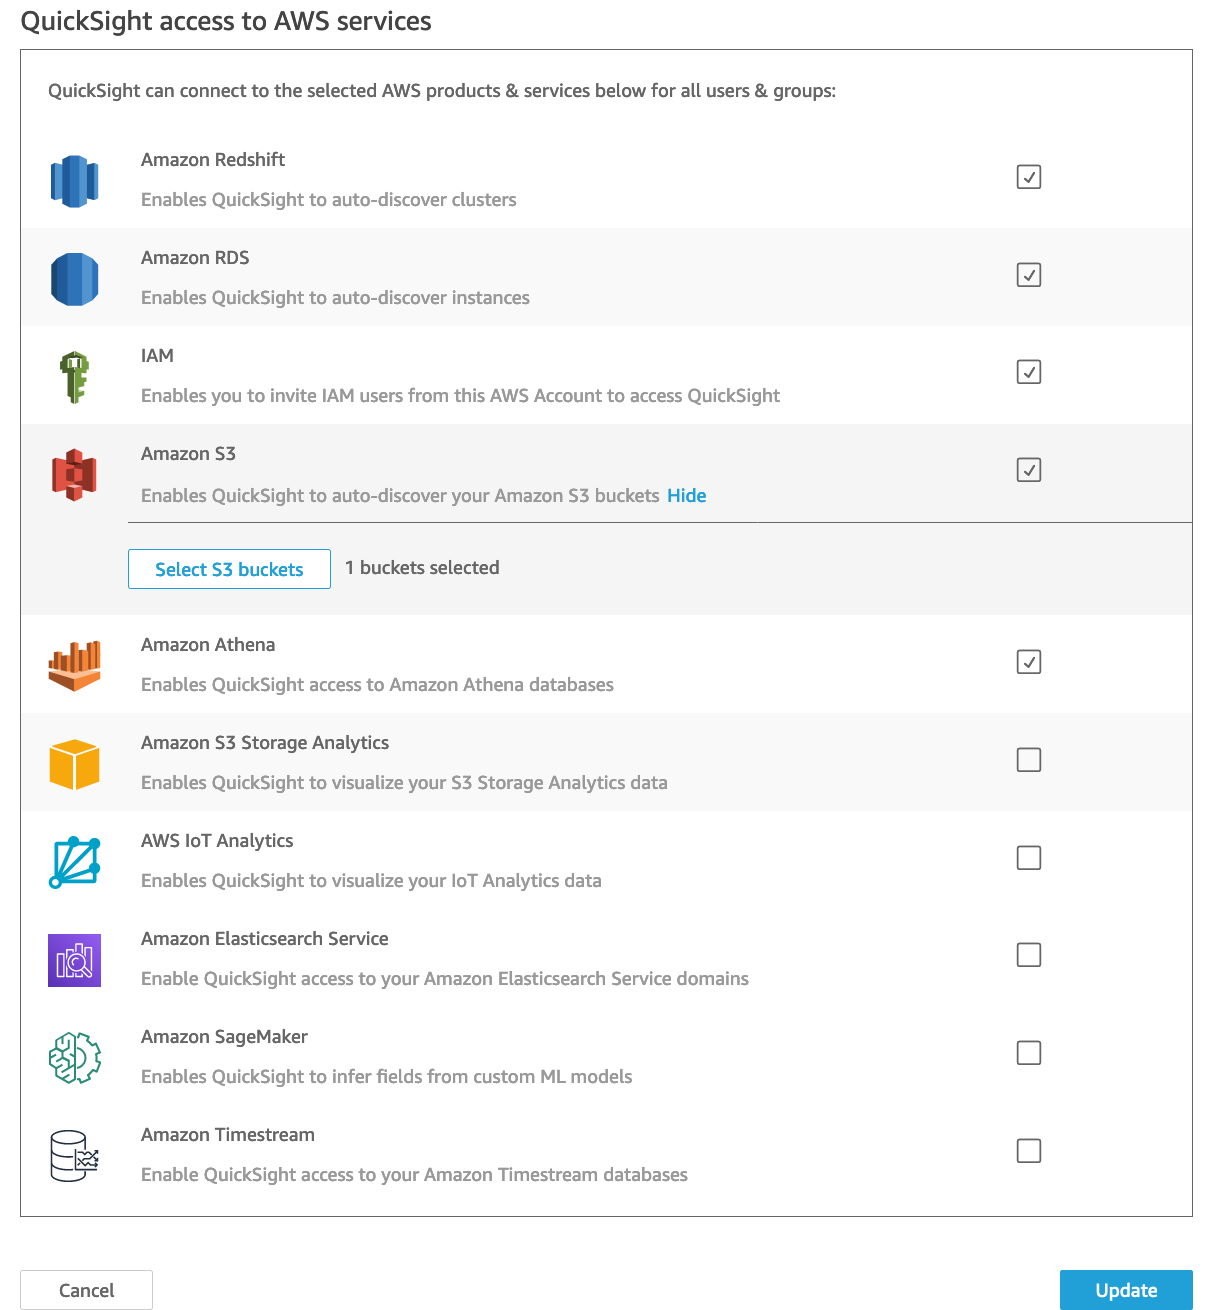 QuickSight access to AWS services
QuickSight can connect to the selected AWS products & services below for all users & groups:
Amazon Redshift
Enables QuickSight to auto-discover clusters
Amazon RDS
Enables QuickSight to auto-discover instances
IAM
Enables you to invite IAM users from this AWS Account to access QuickSight
Amazon S3
Enables QuickSight to auto-discover your Amazon S3 buckets Hide
Select S3 buckets 1 buckets selected
Amazon Athena
Enables QuickSight access to Amazon Athena databases
Amazon S3 Storage Analytics
Enables QuickSight to visualize your S3 Storage Analytics data
AWS IoT Analytics
Enables QuickSight to visualize your IoT Analytics data
Amazon Elasticsearch Service
Enable QuickSight access to your Amazon Elasticsearch Service domains
Amazon SageMaker
Enables QuickSight to infer fields from custom ML models
Amazon Timestream
Enable QuickSight access to your Amazon Timestream databases
Cancel Update